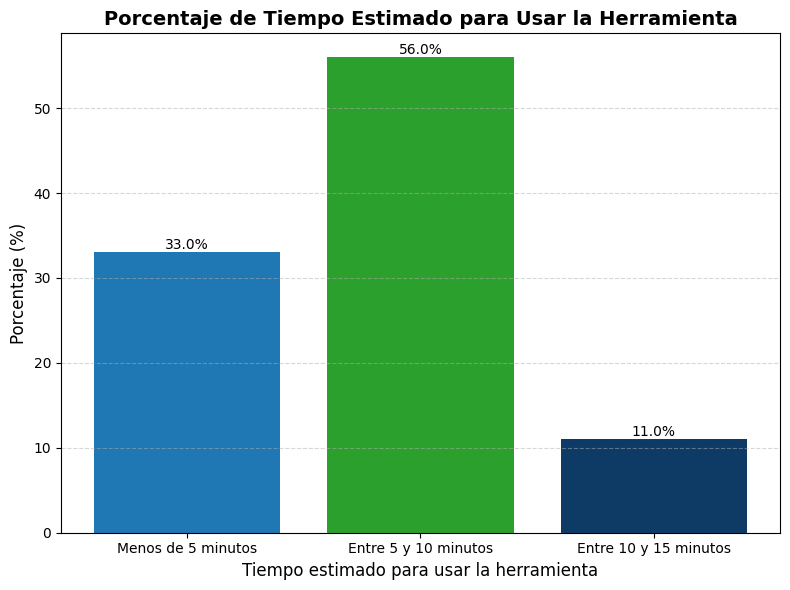 Porcentaje de Tiempo Estimado para Usar la Herramienta
Porcentaje (%)
50
40
30
20
10
0
33.0%
56.0%
11.0%
Menos de 5 minutos
Entre 5 y 10 minutos
Entre 10 y 15 minutos
Tiempo estimado para usar la herramienta